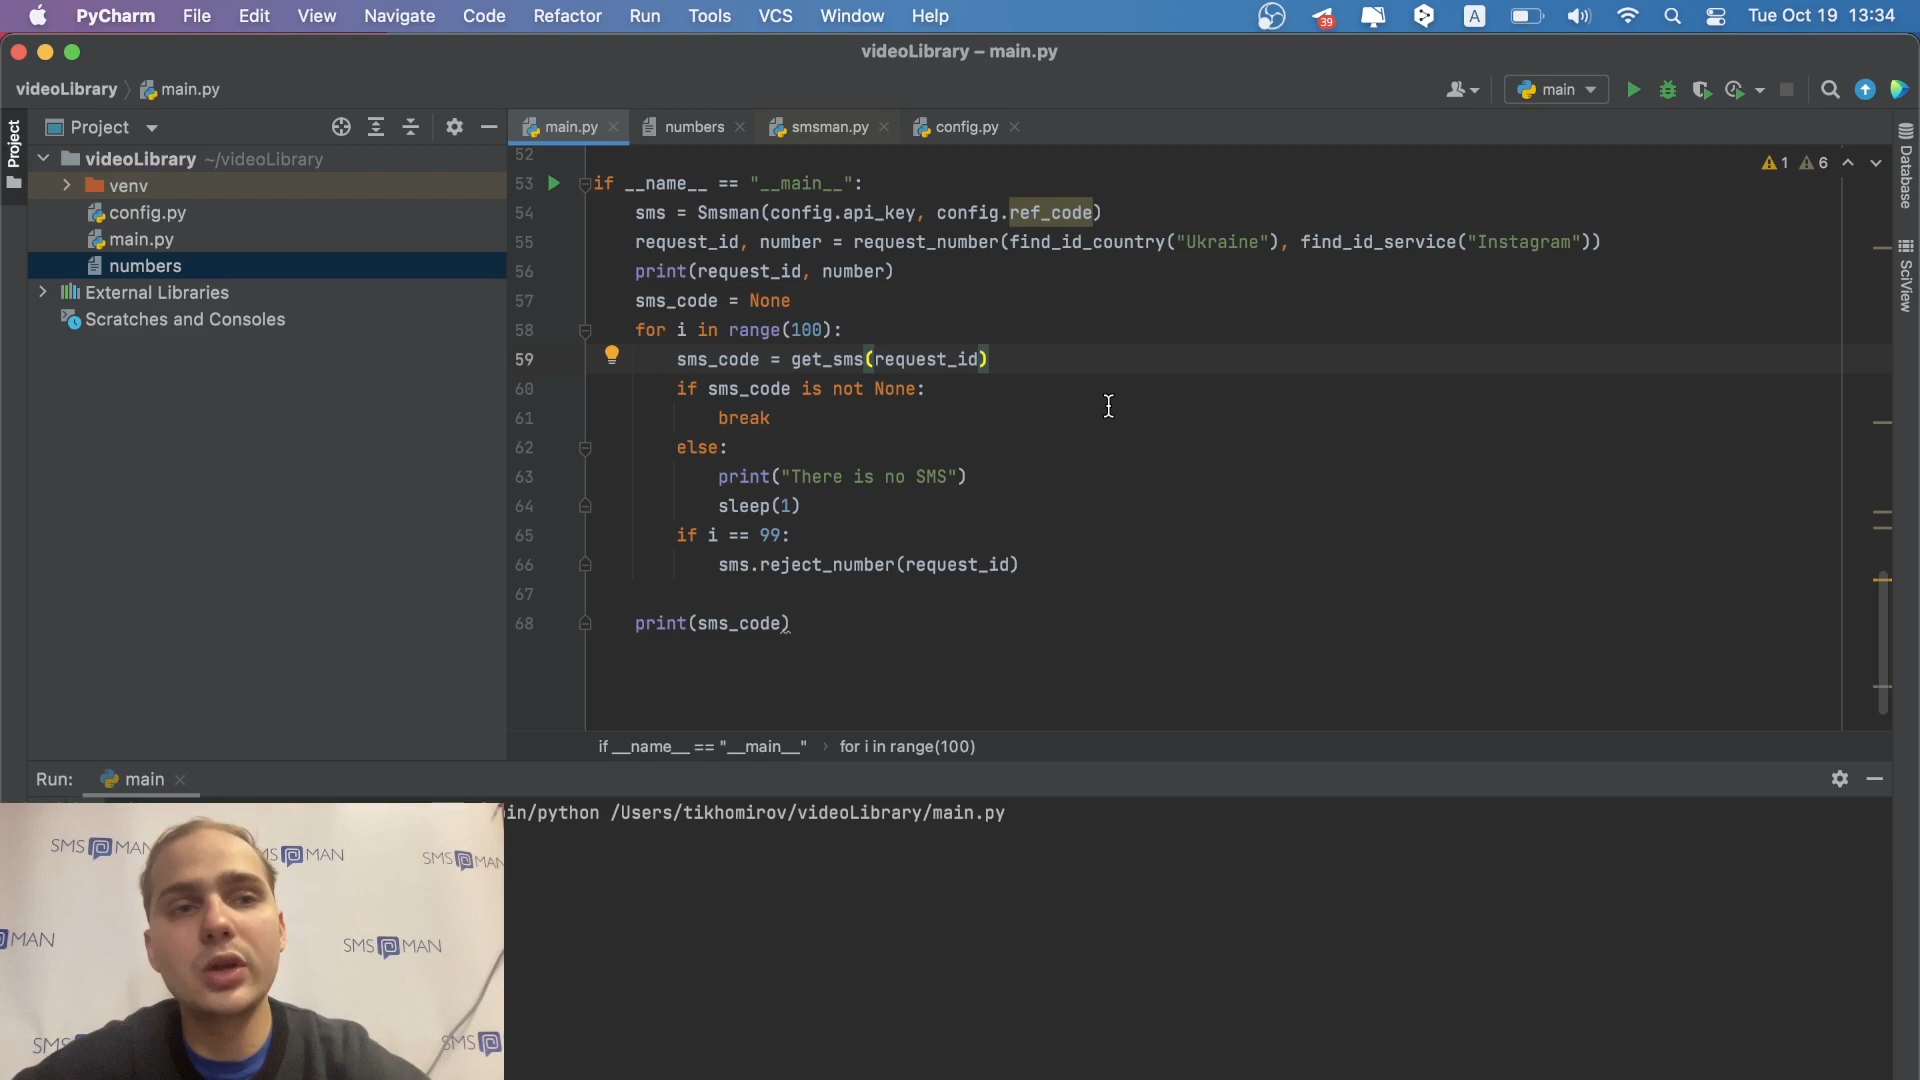 PyCharm File Edit View Navigate Code Refactor Run Tools VCS Window Help 39 A Tue Oct 19 13:34
videoLibrary – main.py
videoLibrary main.py main
Project main.py numbers smsman.py config.py
Project
Database
SciView
videoLibrary ~/videoLibrary
venv
config.py
main.py
numbers
External Libraries
Scratches and Consoles
1 6
52
53 if __name__ == "__main__":
54 sms = Smsman(config.api_key, config.ref_code)
55 request_id, number = request_number(find_id_country("Ukraine"), find_id_service("Instagram"))
56 print(request_id, number)
57 sms_code = None
58 for i in range(100):
59 sms_code = get_sms(request_id)
60 if sms_code is not None:
61 break
62 else:
63 print("There is no SMS")
64 sleep(1)
65 if i == 99:
66 sms.reject_number(request_id)
67
68 print(sms_code)
if __name__ == "__main__" › for i in range(100)
Run: main
in/python /Users/tikhomirov/videoLibrary/main.py
SMS MAN
MS MAN
SMS MAN
MAN
SMS MAN
SMS
SMS